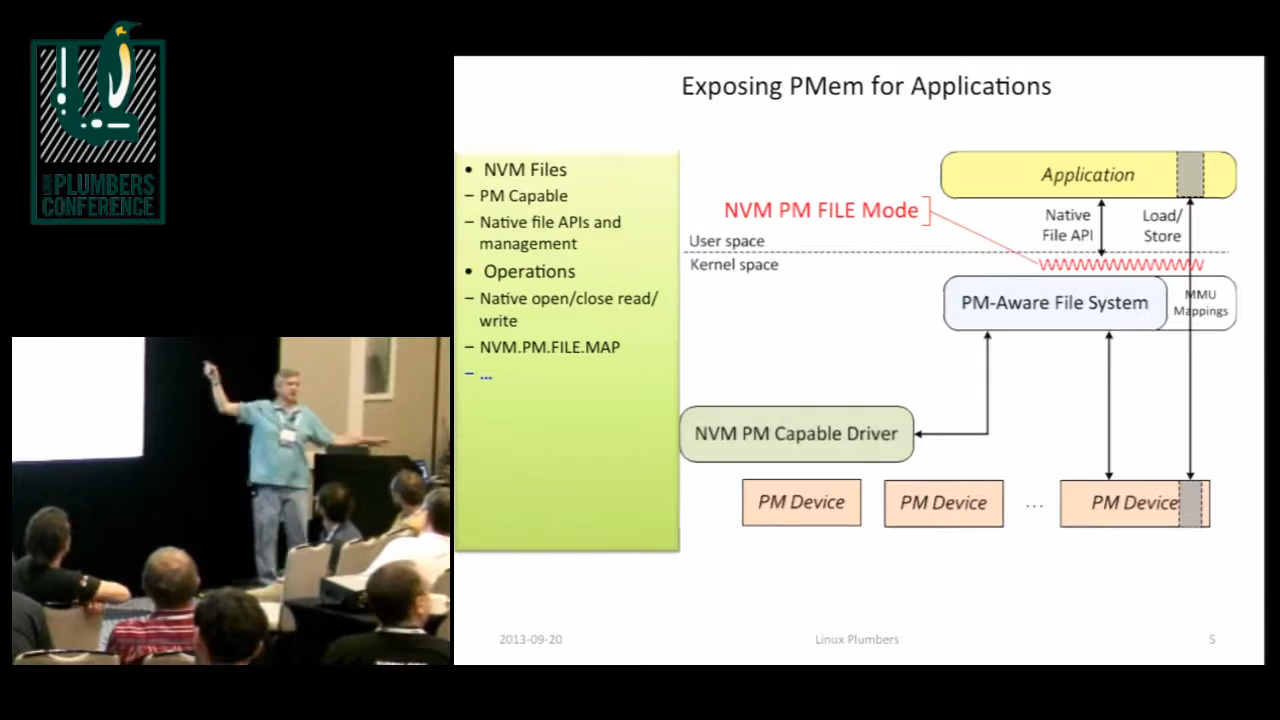 LINUX
PLUMBERS
CONFERENCE
Exposing PMem for Applications
• NVM Files
– PM Capable
– Native file APIs and
management
• Operations
– Native open/close read/
write
– NVM.PM.FILE.MAP
– ...
Application
NVM PM FILE Mode
Native
File API
Load/
Store
User space
Kernel space
PM-Aware File System
MMU
Mappings
NVM PM Capable Driver
PM Device
PM Device
...
PM Device
2013-09-20
Linux Plumbers
5